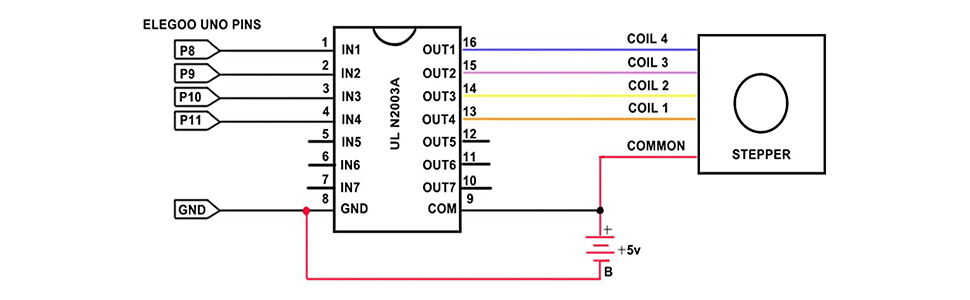 ELEGOO UNO PINS
P8 1 IN1 OUT1 16 COIL 4
P9 2 IN2 OUT2 15 COIL 3
P10 3 IN3 OUT3 14 COIL 2
P11 4 IN4 OUT4 13 COIL 1
5 IN5 OUT5 12
6 IN6 OUT6 11
7 IN7 OUT7 10
GND 8 GND COM 9
UL N2003A
COMMON
STEPPER
+
+5v
B